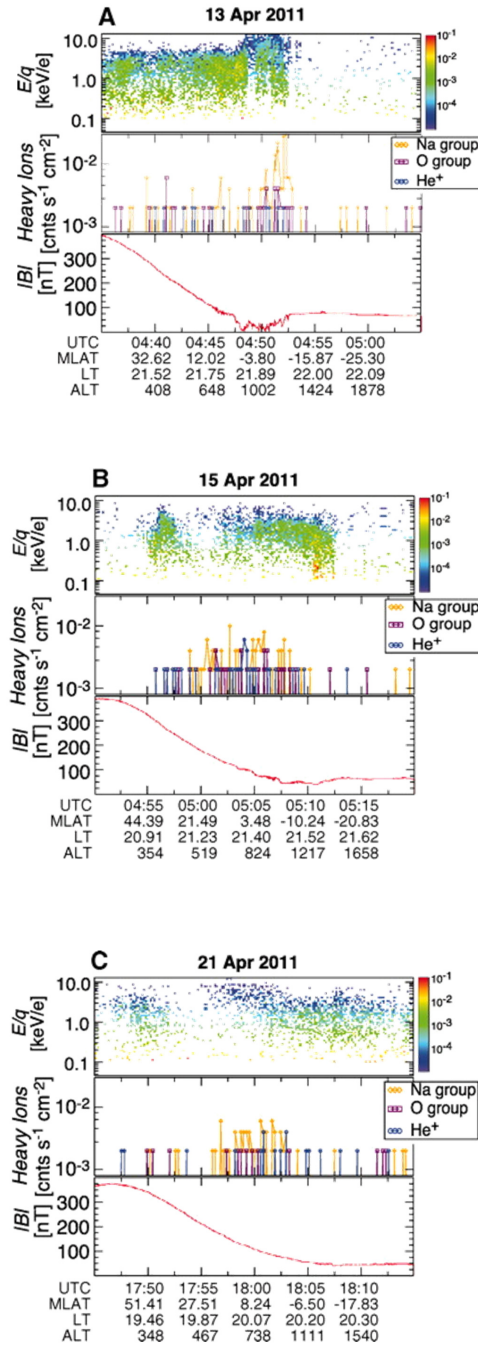 A 13 Apr 2011
E/q [keV/e]
10.0
1.0
0.1
10-1
10-2
10-3
10-4
Heavy Ions [cnts s-1 cm-2]
10-2
10-3
Na group
O group
He+
|B| [nT]
300
200
100
UTC 04:40 04:45 04:50 04:55 05:00
MLAT 32.62 12.02 -3.80 -15.87 -25.30
LT 21.52 21.75 21.89 22.00 22.09
ALT 408 648 1002 1424 1878
B 15 Apr 2011
E/q [keV/e]
10.0
1.0
0.1
10-1
10-2
10-3
10-4
Heavy Ions [cnts s-1 cm-2]
10-2
10-3
Na group
O group
He+
|B| [nT]
300
200
100
UTC 04:55 05:00 05:05 05:10 05:15
MLAT 44.39 21.49 3.48 -10.24 -20.83
LT 20.91 21.23 21.40 21.52 21.62
ALT 354 519 824 1217 1658
C 21 Apr 2011
E/q [keV/e]
10.0
1.0
0.1
10-1
10-2
10-3
10-4
Heavy Ions [cnts s-1 cm-2]
10-2
10-3
Na group
O group
He+
|B| [nT]
300
200
100
UTC 17:50 17:55 18:00 18:05 18:10
MLAT 51.41 27.51 8.24 -6.50 -17.83
LT 19.46 19.87 20.07 20.20 20.30
ALT 348 467 738 1111 1540